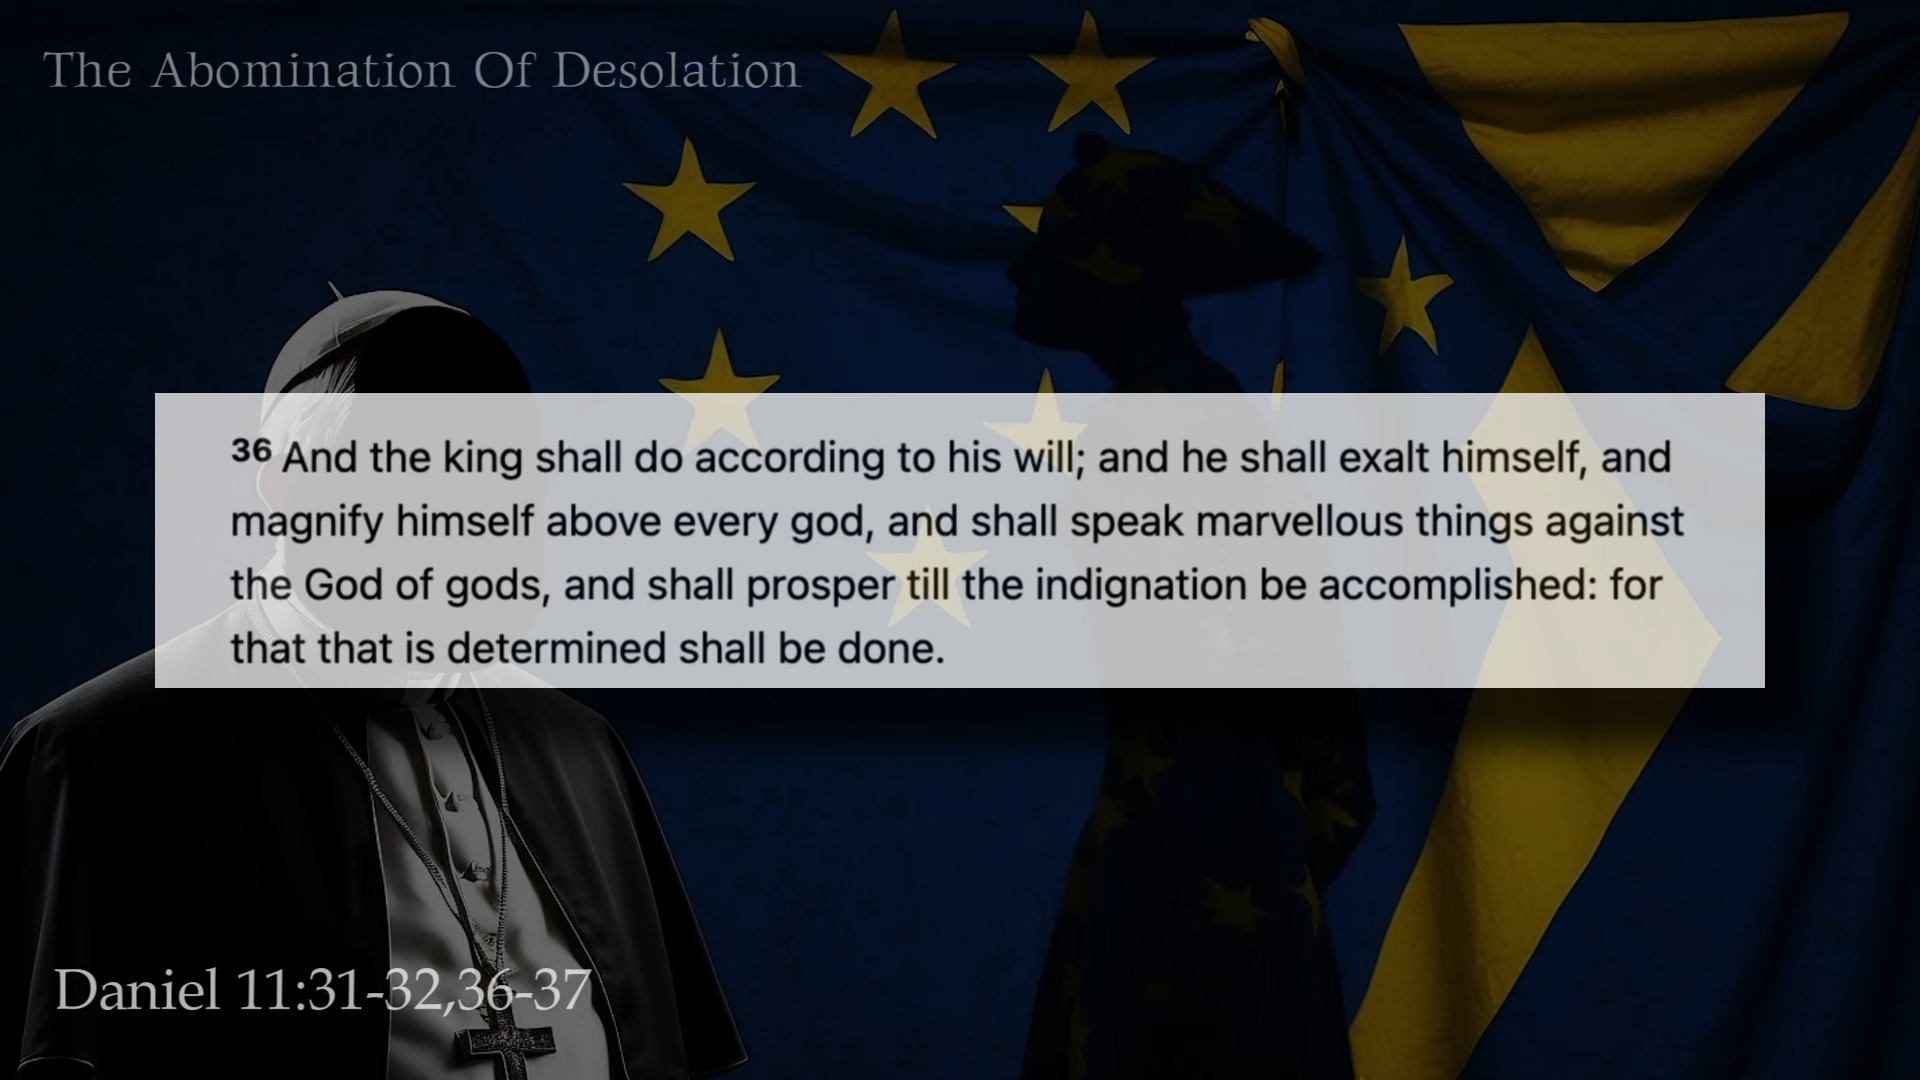 The Abomination Of Desolation
36 And the king shall do according to his will; and he shall exalt himself, and
magnify himself above every god, and shall speak marvellous things against
the God of gods, and shall prosper till the indignation be accomplished: for
that that is determined shall be done.
Daniel 11:31-32,36-37